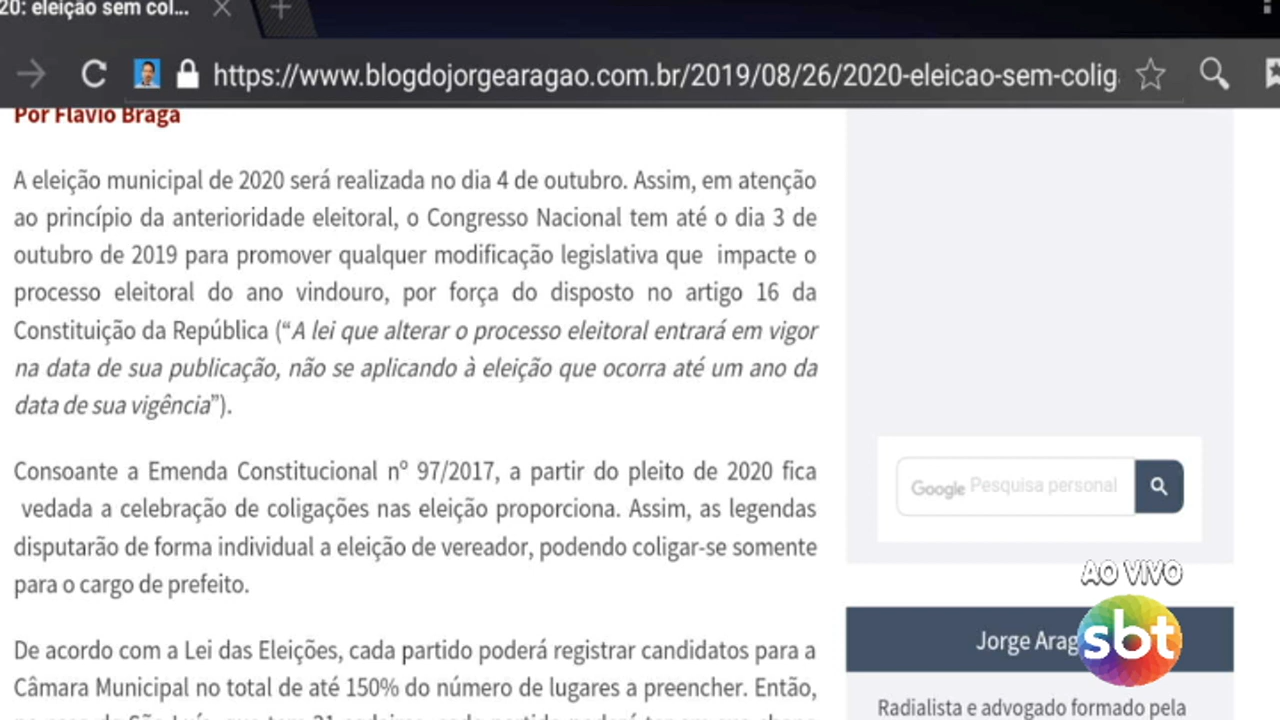 20: eleição sem col...
https://www.blogdojorgearagao.com.br/2019/08/26/2020-eleicao-sem-colig
Por Flávio Braga
A eleição municipal de 2020 será realizada no dia 4 de outubro. Assim, em atenção
ao princípio da anterioridade eleitoral, o Congresso Nacional tem até o dia 3 de
outubro de 2019 para promover qualquer modificação legislativa que impacte o
processo eleitoral do ano vindouro, por força do disposto no artigo 16 da
Constituição da República (“A lei que alterar o processo eleitoral entrará em vigor
na data de sua publicação, não se aplicando à eleição que ocorra até um ano da
data de sua vigência”).
Consoante a Emenda Constitucional nº 97/2017, a partir do pleito de 2020 fica
vedada a celebração de coligações nas eleição proporciona. Assim, as legendas
disputarão de forma individual a eleição de vereador, podendo coligar-se somente
para o cargo de prefeito.
De acordo com a Lei das Eleições, cada partido poderá registrar candidatos para a
Câmara Municipal no total de até 150% do número de lugares a preencher. Então,
Google Pesquisa personal
AO VIVO
sbt
Jorge Arag
Radialista e advogado formado pela